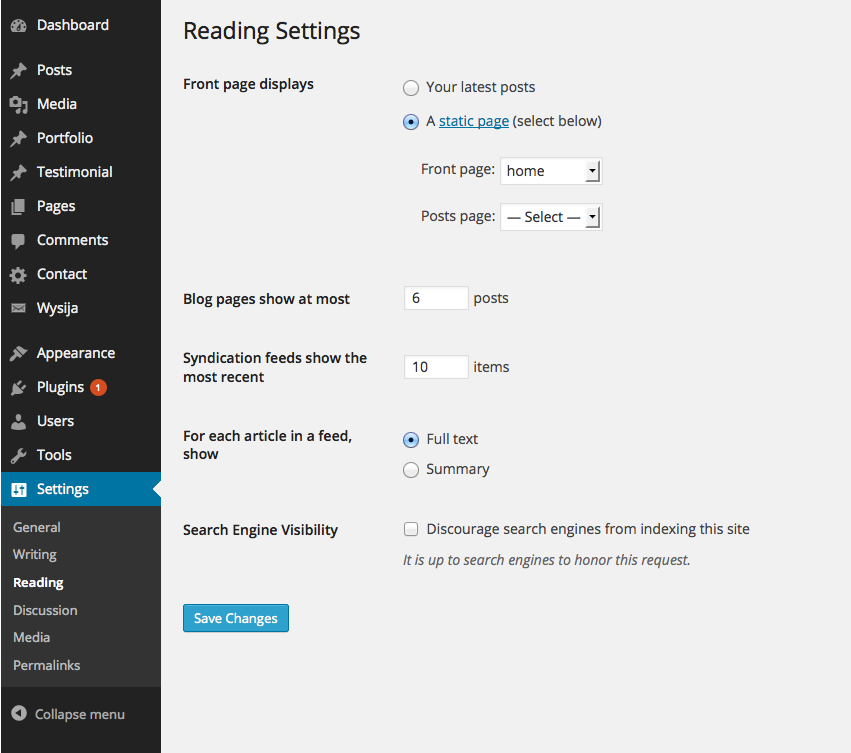 Dashboard
Posts
Media
Portfolio
Testimonial
Pages
Comments
Contact
Wysija
Appearance
Plugins 1
Users
Tools
Settings
General
Writing
Reading
Discussion
Media
Permalinks
Collapse menu
Reading Settings
Front page displays
Your latest posts
A static page (select below)
Front page: home
Posts page: — Select —
Blog pages show at most
6 posts
Syndication feeds show the
most recent
10 items
For each article in a feed,
show
Full text
Summary
Search Engine Visibility
Discourage search engines from indexing this site
It is up to search engines to honor this request.
Save Changes